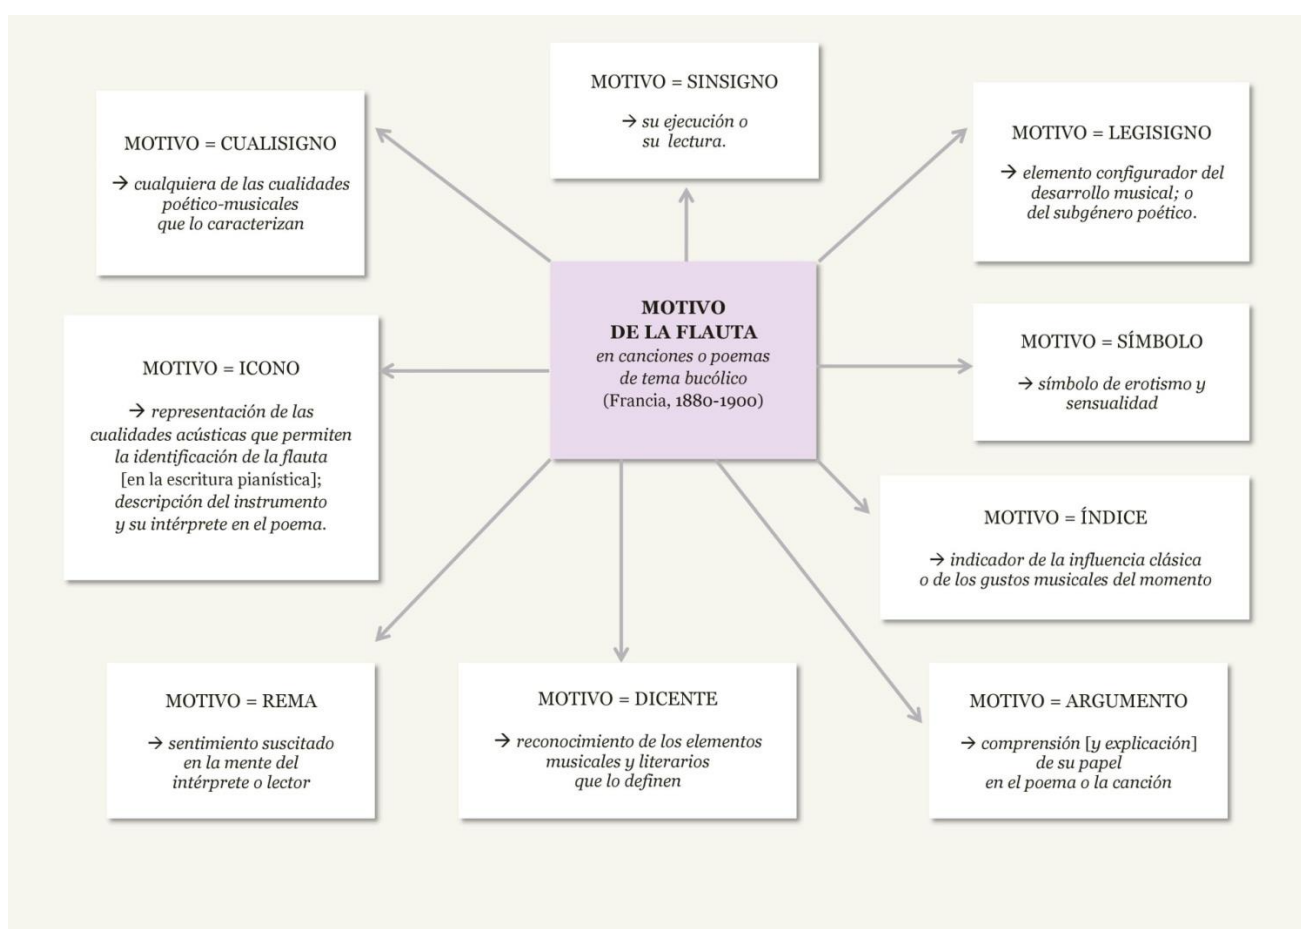 MOTIVO = SINSIGNO
→ su ejecución o
su lectura.
MOTIVO = CUALISIGNO
→ cualquiera de las cualidades
poético-musicales
que lo caracterizan
MOTIVO = LEGISIGNO
→ elemento configurador del
desarrollo musical; o
del subgénero poético.
MOTIVO
DE LA FLAUTA
en canciones o poemas
de tema bucólico
(Francia, 1880-1900)
MOTIVO = ICONO
→ representación de las
cualidades acústicas que permiten
la identificación de la flauta
[en la escritura pianística];
descripción del instrumento
y su intérprete en el poema.
MOTIVO = SÍMBOLO
→ símbolo de erotismo y
sensualidad
MOTIVO = ÍNDICE
→ indicador de la influencia clásica
o de los gustos musicales del momento
MOTIVO = REMA
→ sentimiento suscitado
en la mente del
intérprete o lector
MOTIVO = DICENTE
→ reconocimiento de los elementos
musicales y literarios
que lo definen
MOTIVO = ARGUMENTO
→ comprensión [y explicación]
de su papel
en el poema o la canción